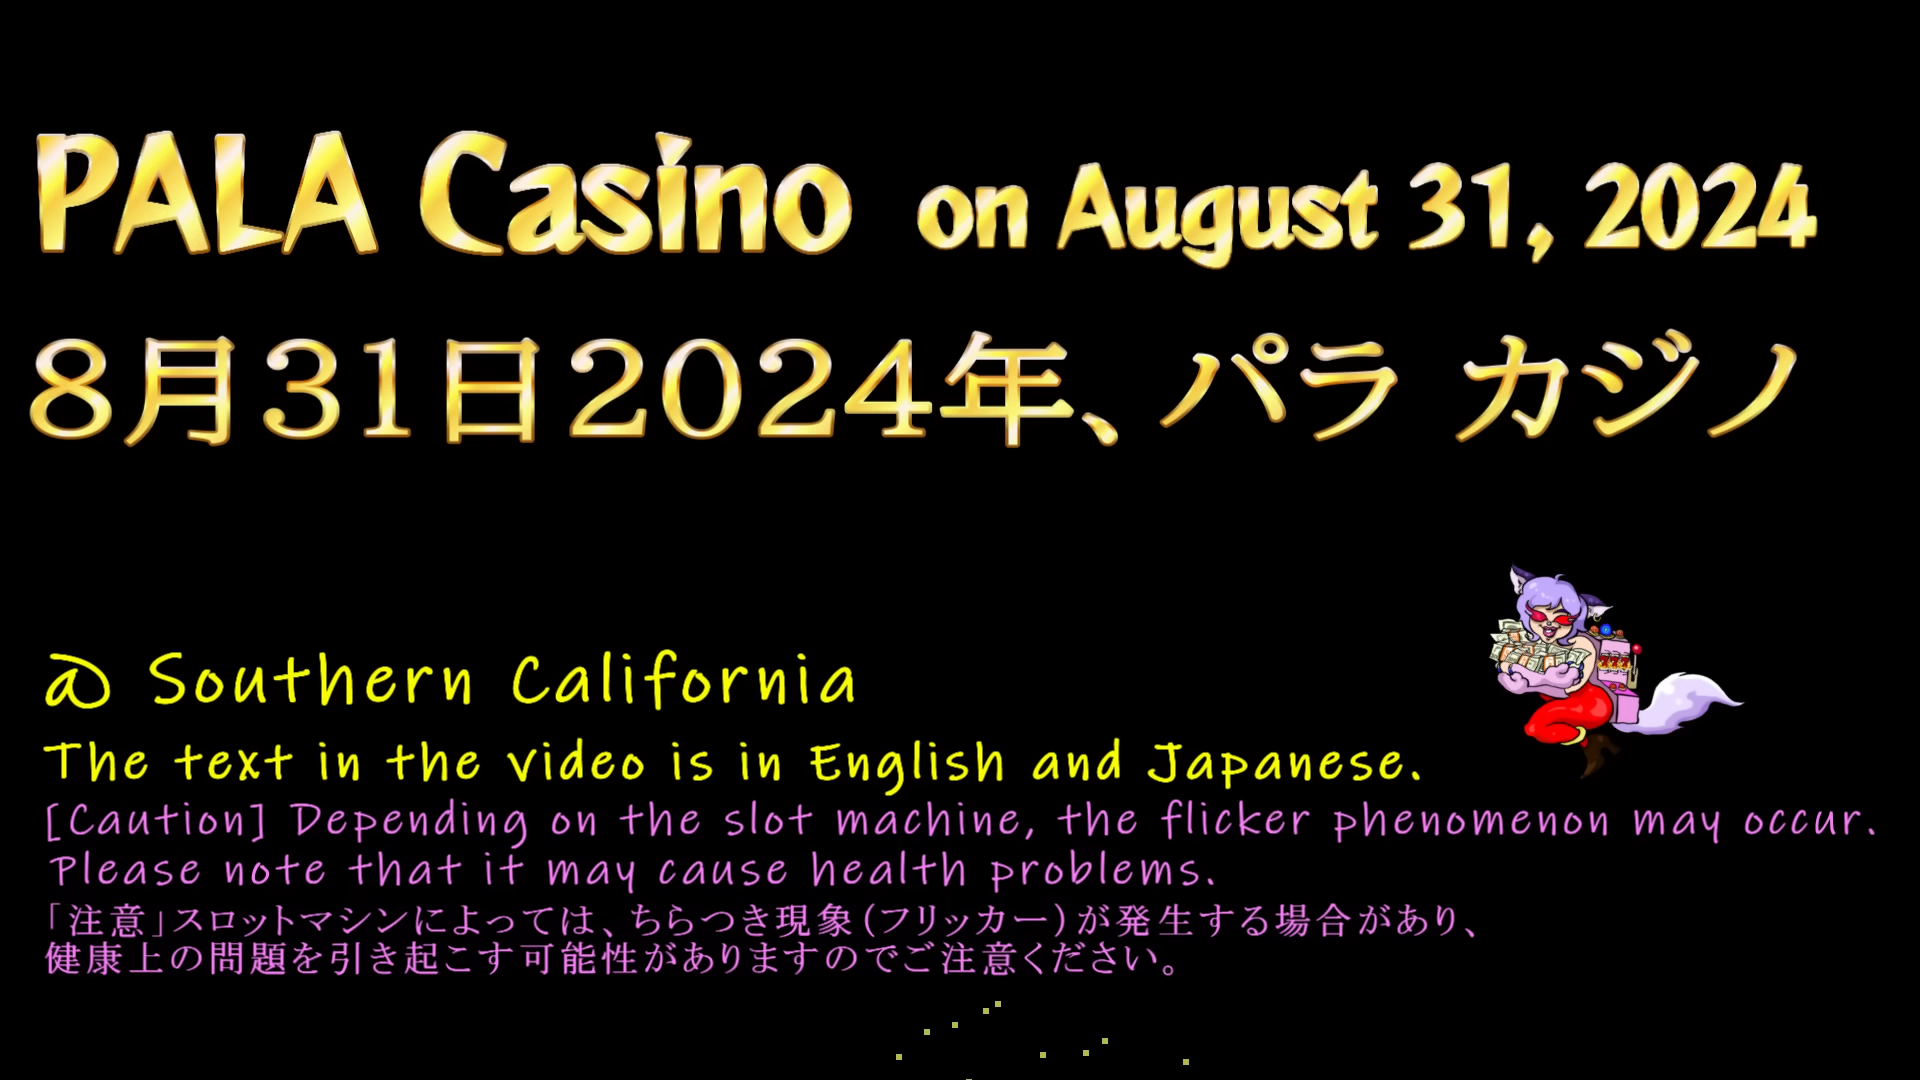 PALA Casino on August 31, 2024
8月31日2024年、パラ カジノ
@ Southern California
The text in the video is in English and Japanese.
[Caution] Depending on the slot machine, the flicker phenomenon may occur.
Please note that it may cause health problems.
「注意」スロットマシンによっては、ちらつき現象(フリッカー)が発生する場合があり、
健康上の問題を引き起こす可能性がありますのでご注意ください。
777